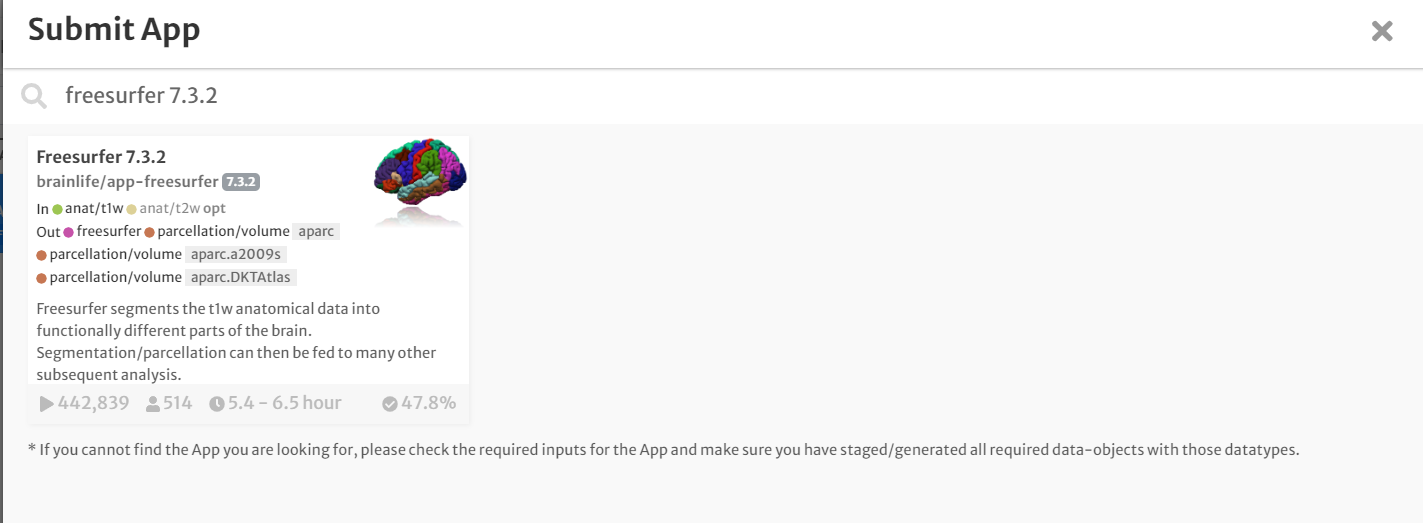 Submit App
freesurfer 7.3.2
Freesurfer 7.3.2
brainlife/app-freesurfer 7.3.2
In anat/t1w anat/t2w opt
Out freesurfer parcellation/volume aparc
parcellation/volume aparc.a2009s
parcellation/volume aparc.DKTAtlas
Freesurfer segments the t1w anatomical data into
functionally different parts of the brain.
Segmentation/parcellation can then be fed to many other
subsequent analysis.
442,839 514 5.4 - 6.5 hour 47.8%
* If you cannot find the App you are looking for, please check the required inputs for the App and make sure you have staged/generated all required data-objects with those datatypes.